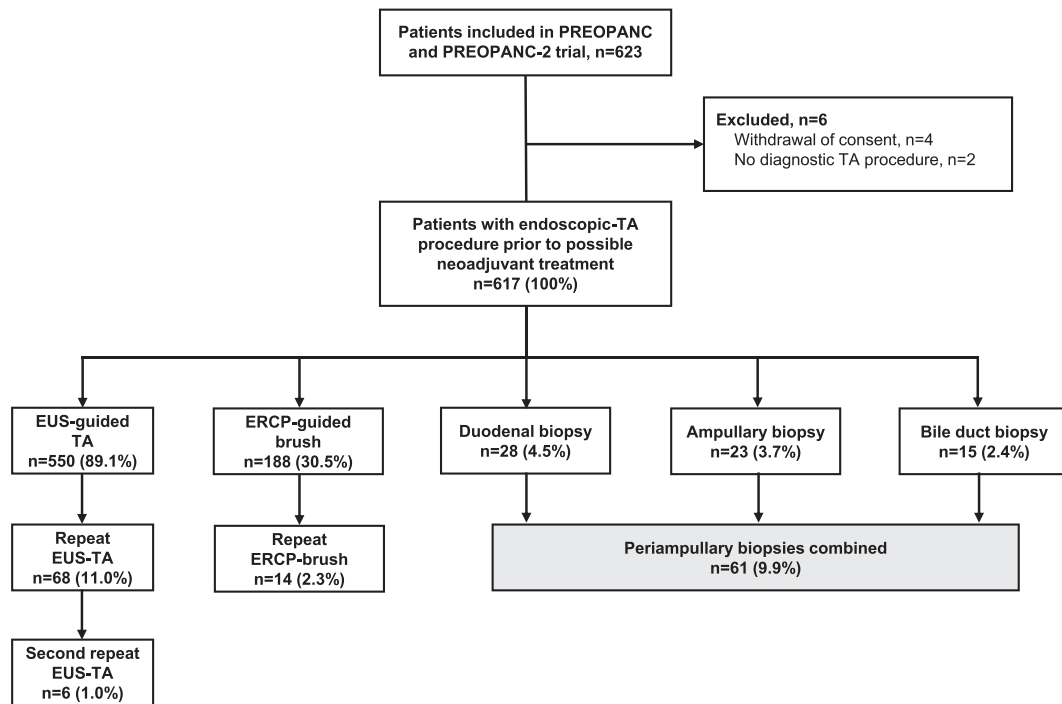 Patients included in PREOPANC
and PREOPANC-2 trial, n=623
Excluded, n=6
Withdrawal of consent, n=4
No diagnostic TA procedure, n=2
Patients with endoscopic-TA
procedure prior to possible
neoadjuvant treatment
n=617 (100%)
EUS-guided
TA
n=550 (89.1%)
ERCP-guided
brush
n=188 (30.5%)
Duodenal biopsy
n=28 (4.5%)
Ampullary biopsy
n=23 (3.7%)
Bile duct biopsy
n=15 (2.4%)
Repeat
EUS-TA
n=68 (11.0%)
Repeat
ERCP-brush
n=14 (2.3%)
Periampullary biopsies combined
n=61 (9.9%)
Second repeat
EUS-TA
n=6 (1.0%)